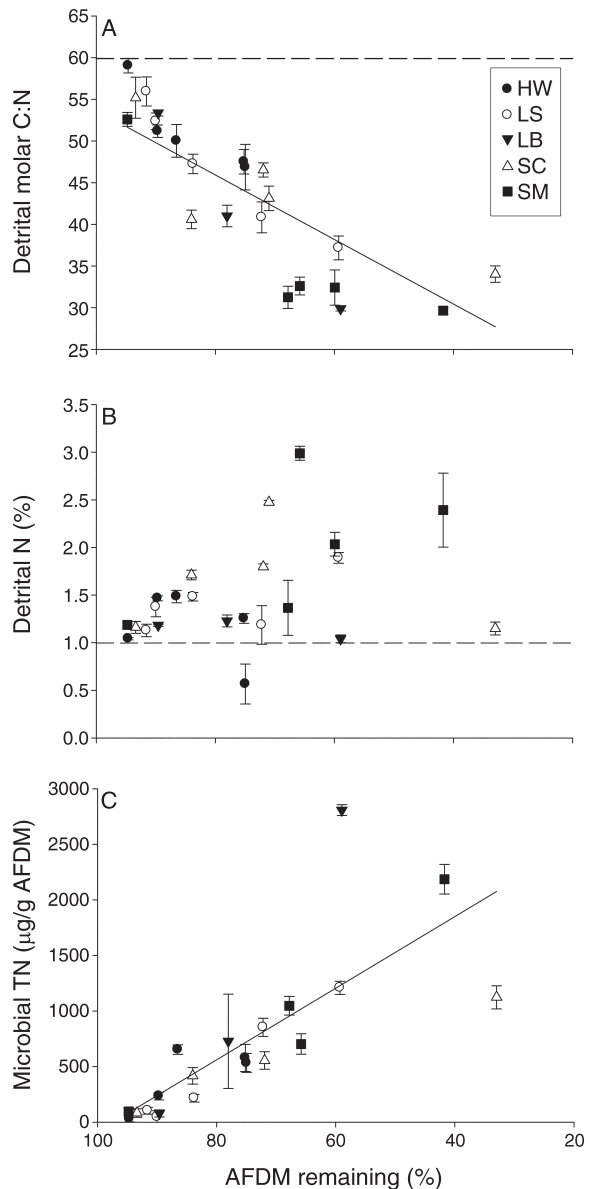 A
Detrital molar C:N
65
60
55
50
45
40
35
30
25
HW
LS
LB
SC
SM
B
Detrital N (%)
3.5
3.0
2.5
2.0
1.5
1.0
0.5
0.0
C
Microbial TN (μg/g AFDM)
3000
2500
2000
1500
1000
500
0
100 80 60 40 20
AFDM remaining (%)